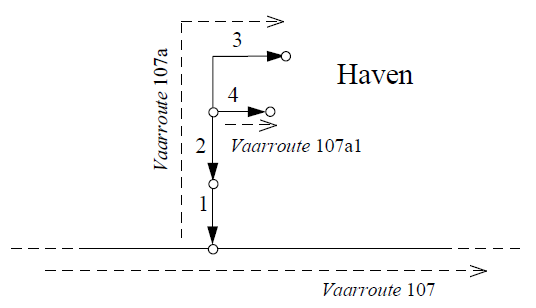 3
Haven
Vaarroute 107a
4
2
Vaarroute 107a1
1
Vaarroute 107